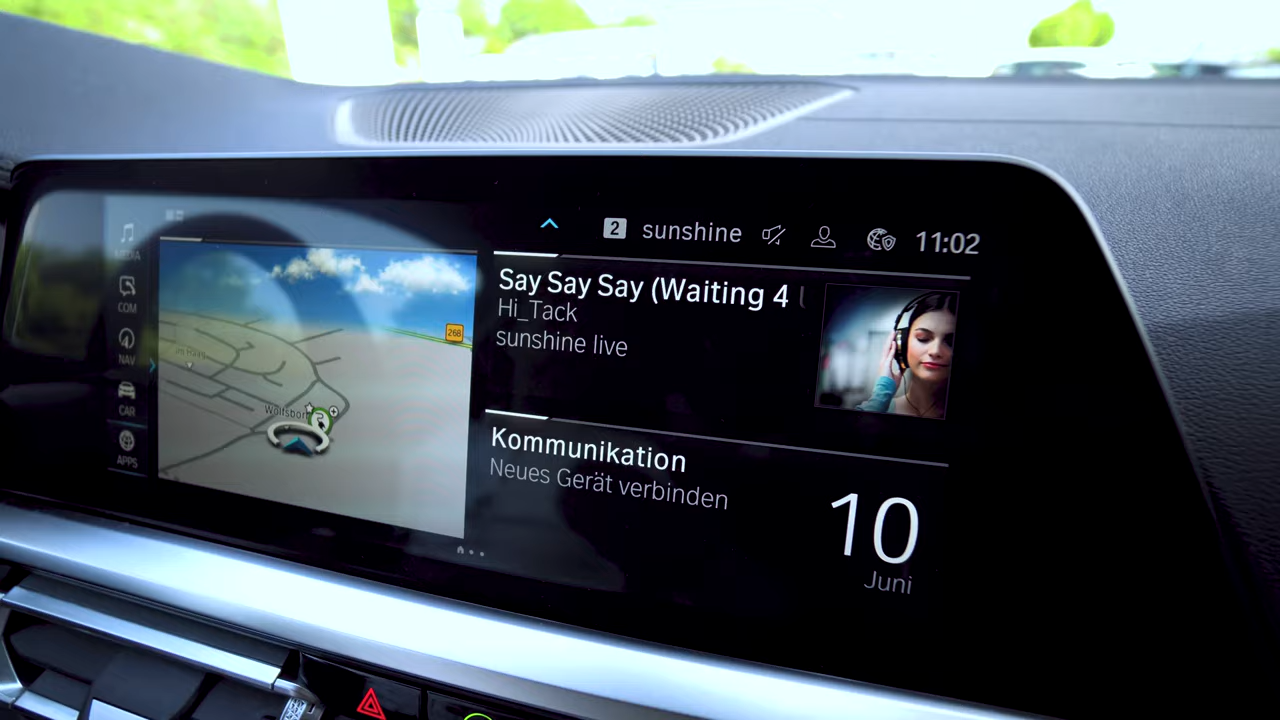 2 sunshine 11:02
MEDIA
COM
NAV
CAR
APPS
268
Say Say Say (Waiting 4
Hi_Tack
sunshine live
Kommunikation
Neues Gerät verbinden
10
Juni